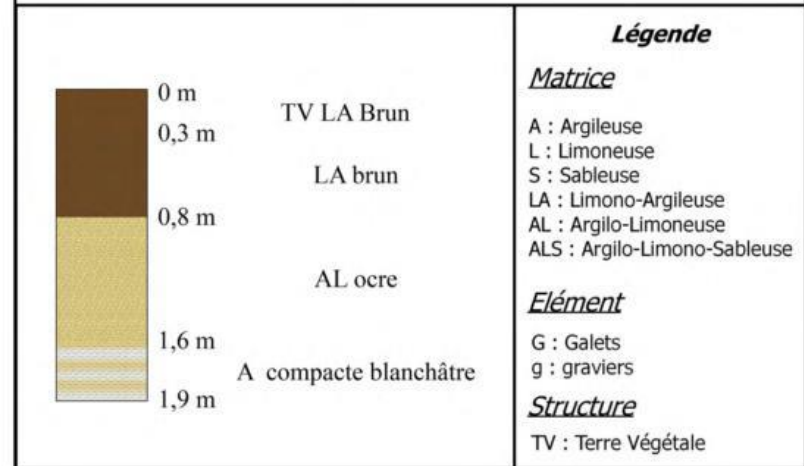 0 m
TV LA Brun
0,3 m
LA brun
0,8 m
AL ocre
1,6 m
A compacte blanchâtre
1,9 m
Légende
Matrice
A : Argileuse
L : Limoneuse
S : Sableuse
LA : Limono-Argileuse
AL : Argilo-Limoneuse
ALS : Argilo-Limono-Sableuse
Elément
G : Galets
g : graviers
Structure
TV : Terre Végétale